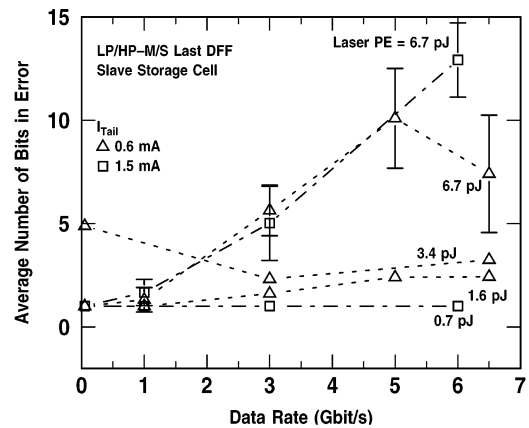 15
10
5
0
Average Number of Bits in Error
LP/HP–M/S Last DFF
Slave Storage Cell
I_Tail
△ 0.6 mA
□ 1.5 mA
Laser PE = 6.7 pJ
6.7 pJ
3.4 pJ
1.6 pJ
0.7 pJ
0 1 2 3 4 5 6 7
Data Rate (Gbit/s)